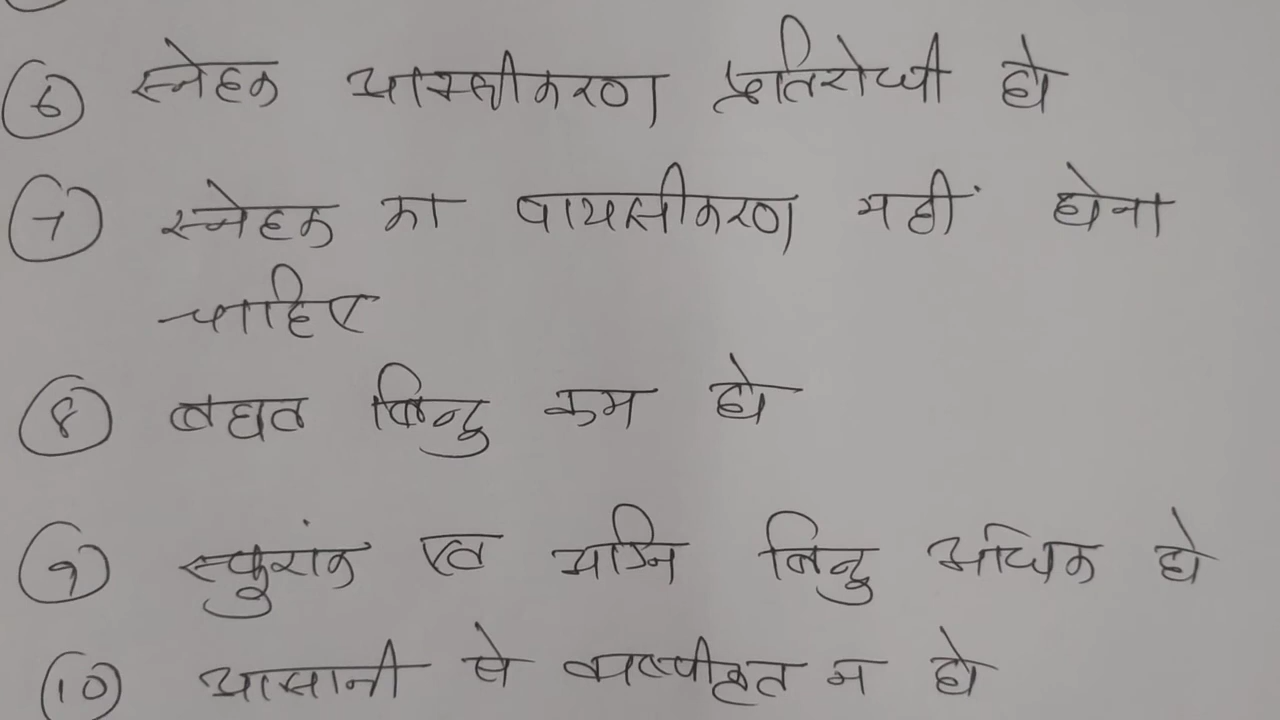 ⑥ स्नेहक आक्सीकरण प्रतिरोधी हो
⑦ स्नेहक का पायसीकरण नहीं होना
चाहिए
⑧ बहाव बिन्दु कम हो
⑨ स्फुरांक एव अग्नि बिन्दु अधिक हो
⑩ आसानी से वाष्पीकृत न हो